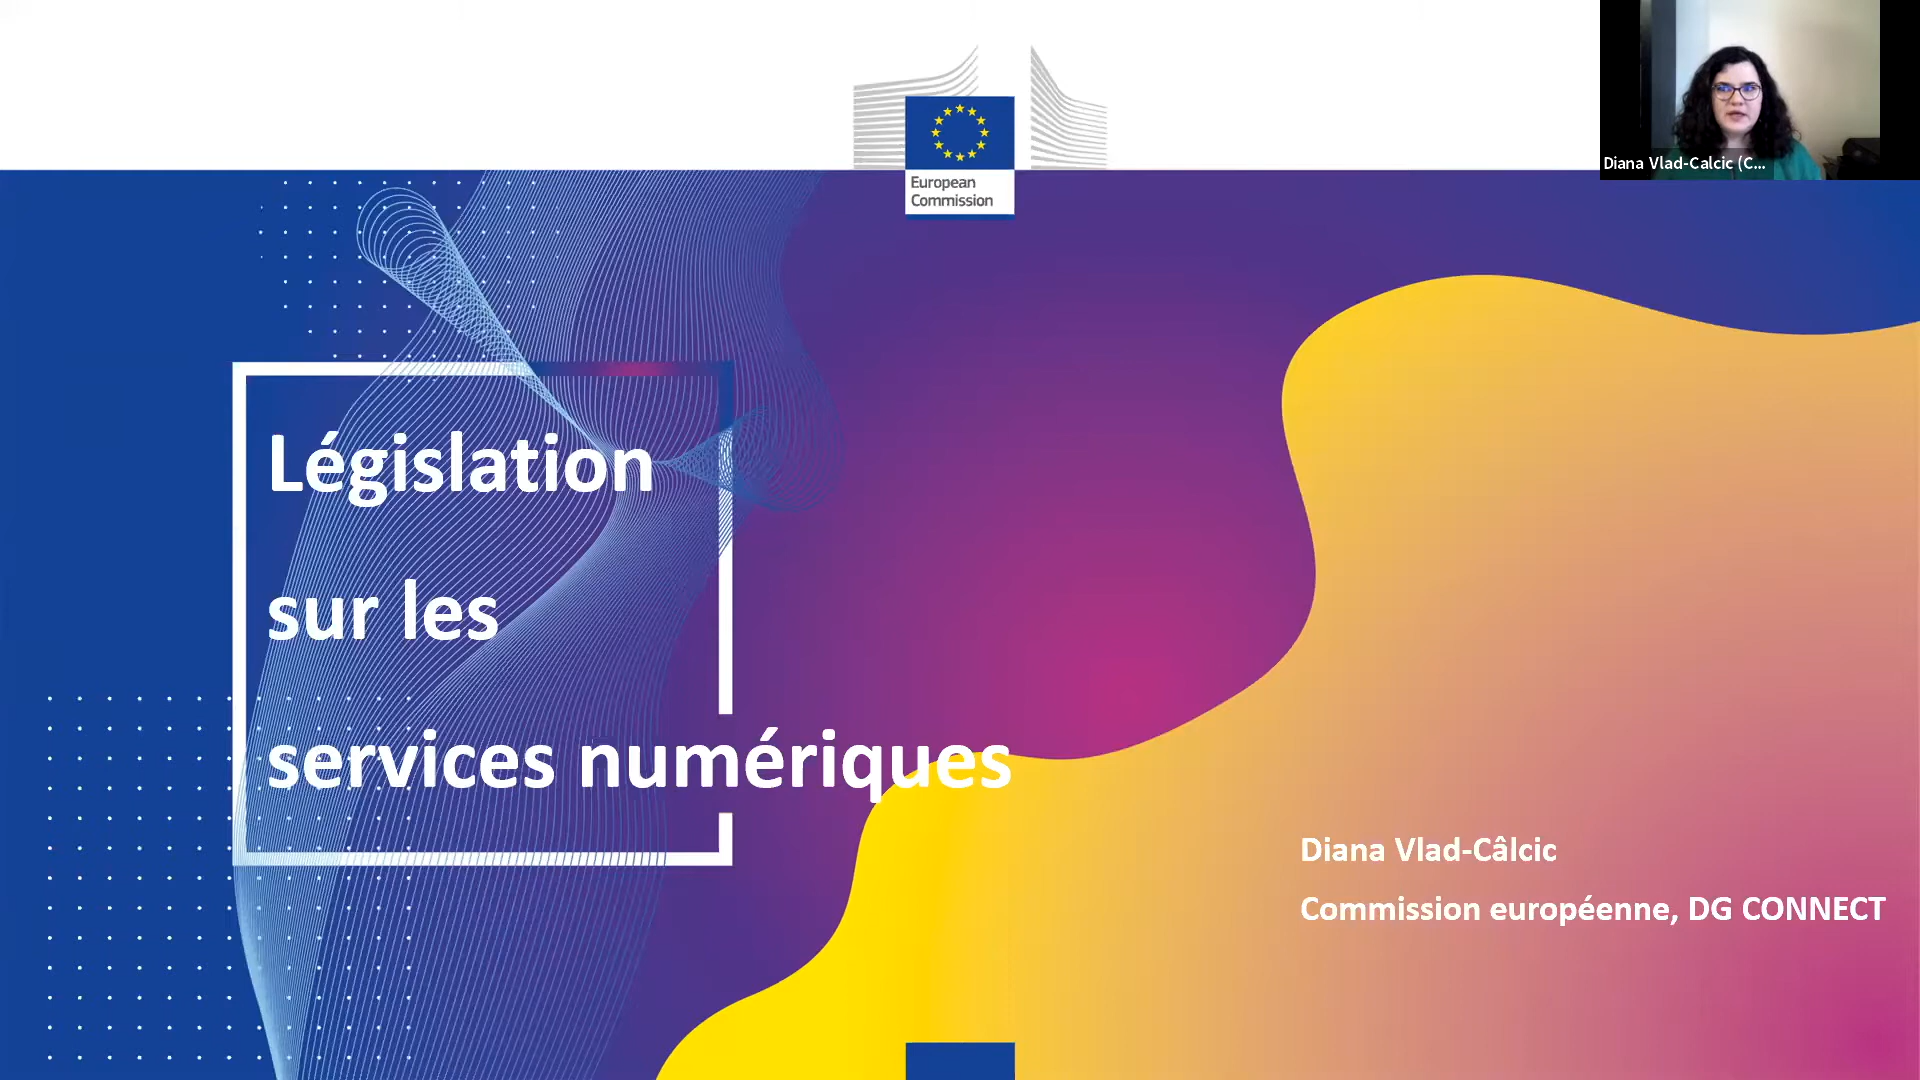 European
Commission
Diana Vlad-Calcic (C...
Législation
sur les
services numériques
Diana Vlad-Câlcic
Commission européenne, DG CONNECT